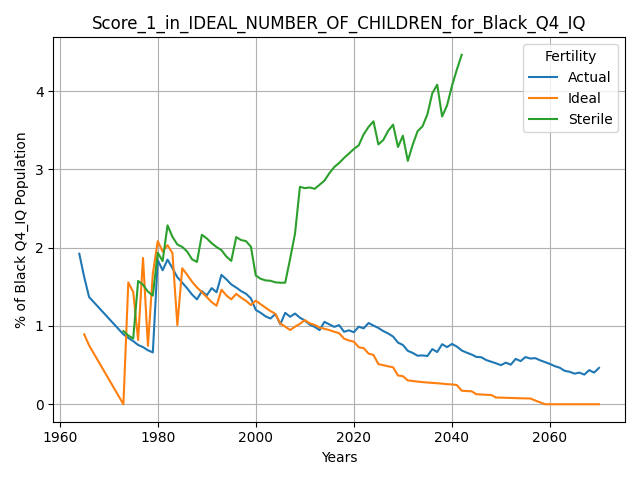 Score_1_in_IDEAL_NUMBER_OF_CHILDREN_for_Black_Q4_IQ
Fertility
Actual
Ideal
Sterile
% of Black Q4_IQ Population
4
3
2
1
0
1960 1980 2000 2020 2040 2060
Years